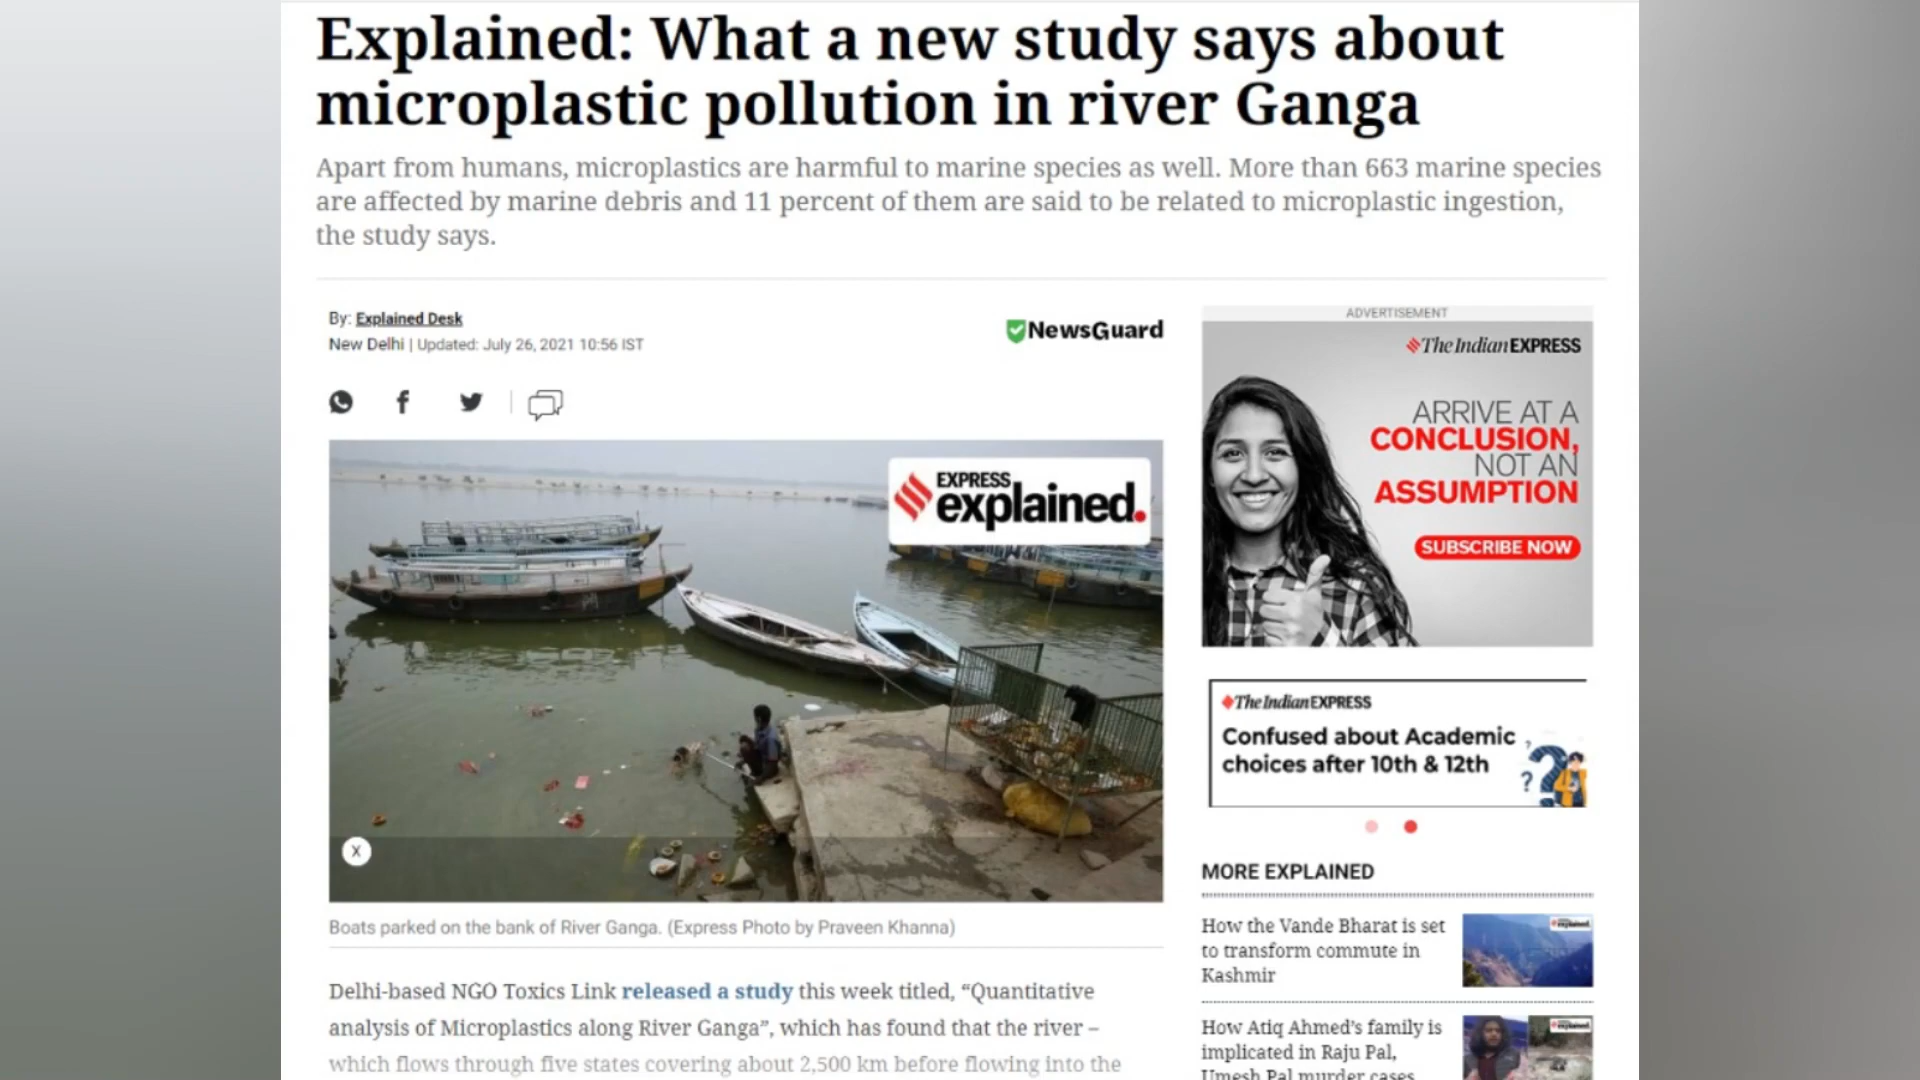 Explained: What a new study says about
microplastic pollution in river Ganga
Apart from humans, microplastics are harmful to marine species as well. More than 663 marine species
are affected by marine debris and 11 percent of them are said to be related to microplastic ingestion,
the study says.
By: Explained Desk
New Delhi | Updated: July 26, 2021 10:56 IST
NewsGuard
EXPRESS
explained.
X
Boats parked on the bank of River Ganga. (Express Photo by Praveen Khanna)
Delhi-based NGO Toxics Link released a study this week titled, “Quantitative
analysis of Microplastics along River Ganga”, which has found that the river –
which flows through five states covering about 2,500 km before flowing into the
ADVERTISEMENT
The Indian EXPRESS
ARRIVE AT A
CONCLUSION,
NOT AN
ASSUMPTION
SUBSCRIBE NOW
The Indian EXPRESS
Confused about Academic
choices after 10th & 12th
MORE EXPLAINED
How the Vande Bharat is set
to transform commute in
Kashmir
explained.
How Atiq Ahmed’s family is
implicated in Raju Pal,
Umesh Pal murder cases
explained.